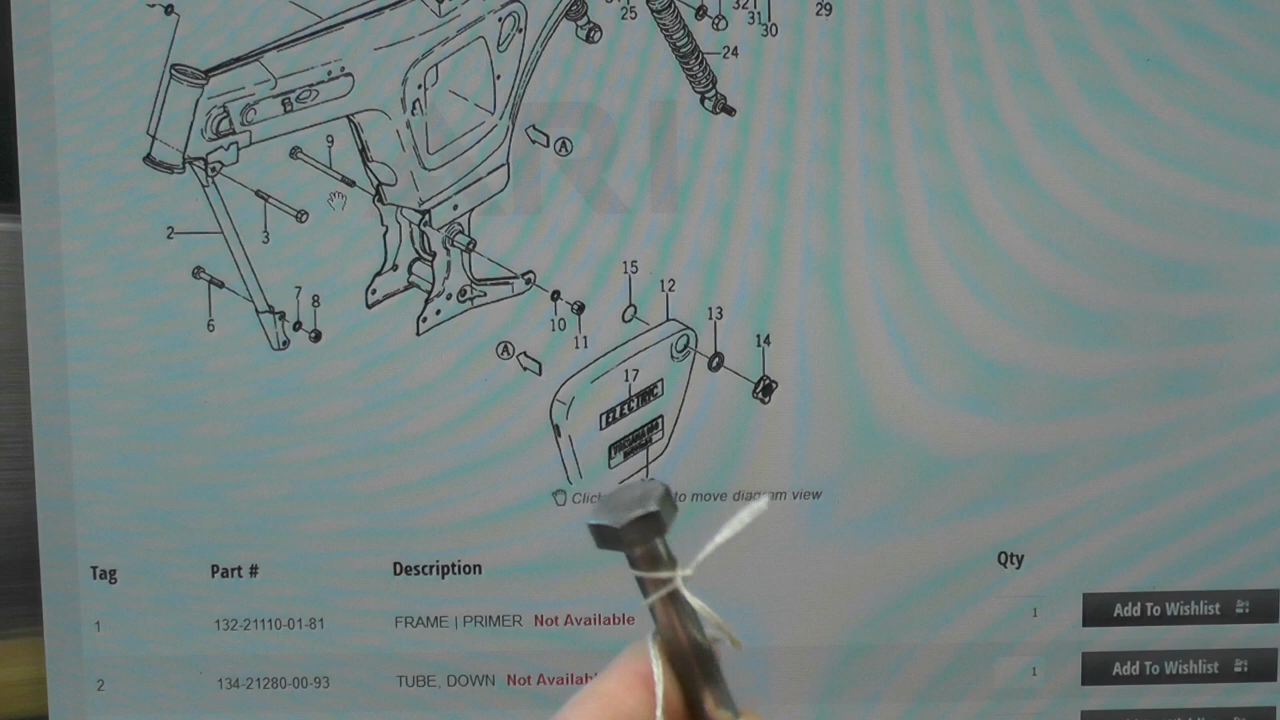 25
32
31
30
29
24
9
A
2
3
6
7
8
10
11
15
12
13
14
A
17
ELECTRIC
Click to move diagram view
Tag Part # Description Qty
1 132-21110-01-81 FRAME | PRIMER Not Available 1 Add To Wishlist
2 134-21280-00-93 TUBE, DOWN Not Availab 1 Add To Wishlist